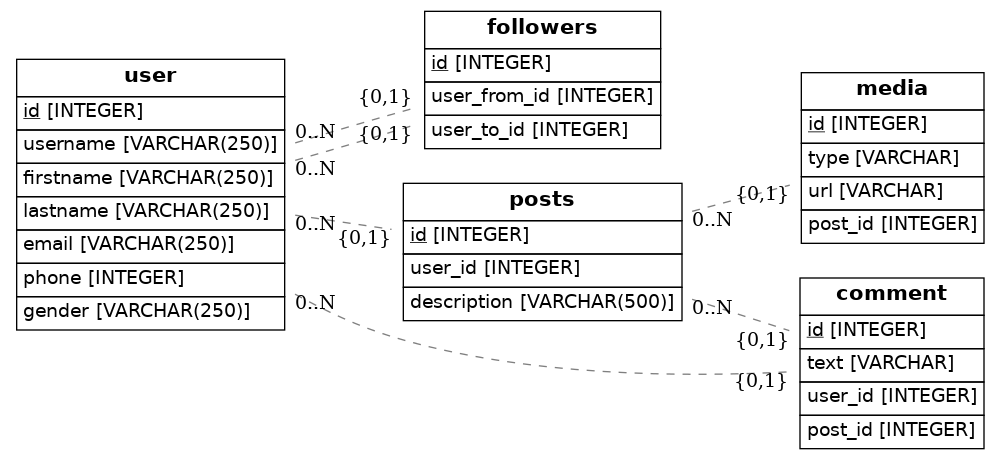 user
id [INTEGER]
username [VARCHAR(250)]
firstname [VARCHAR(250)]
lastname [VARCHAR(250)]
email [VARCHAR(250)]
phone [INTEGER]
gender [VARCHAR(250)]
0..N
0..N
0..N
0..N
{0,1}
{0,1}
{0,1}
followers
id [INTEGER]
user_from_id [INTEGER]
user_to_id [INTEGER]
posts
id [INTEGER]
user_id [INTEGER]
description [VARCHAR(500)]
0..N
0..N
{0,1}
{0,1}
{0,1}
media
id [INTEGER]
type [VARCHAR]
url [VARCHAR]
post_id [INTEGER]
comment
id [INTEGER]
text [VARCHAR]
user_id [INTEGER]
post_id [INTEGER]